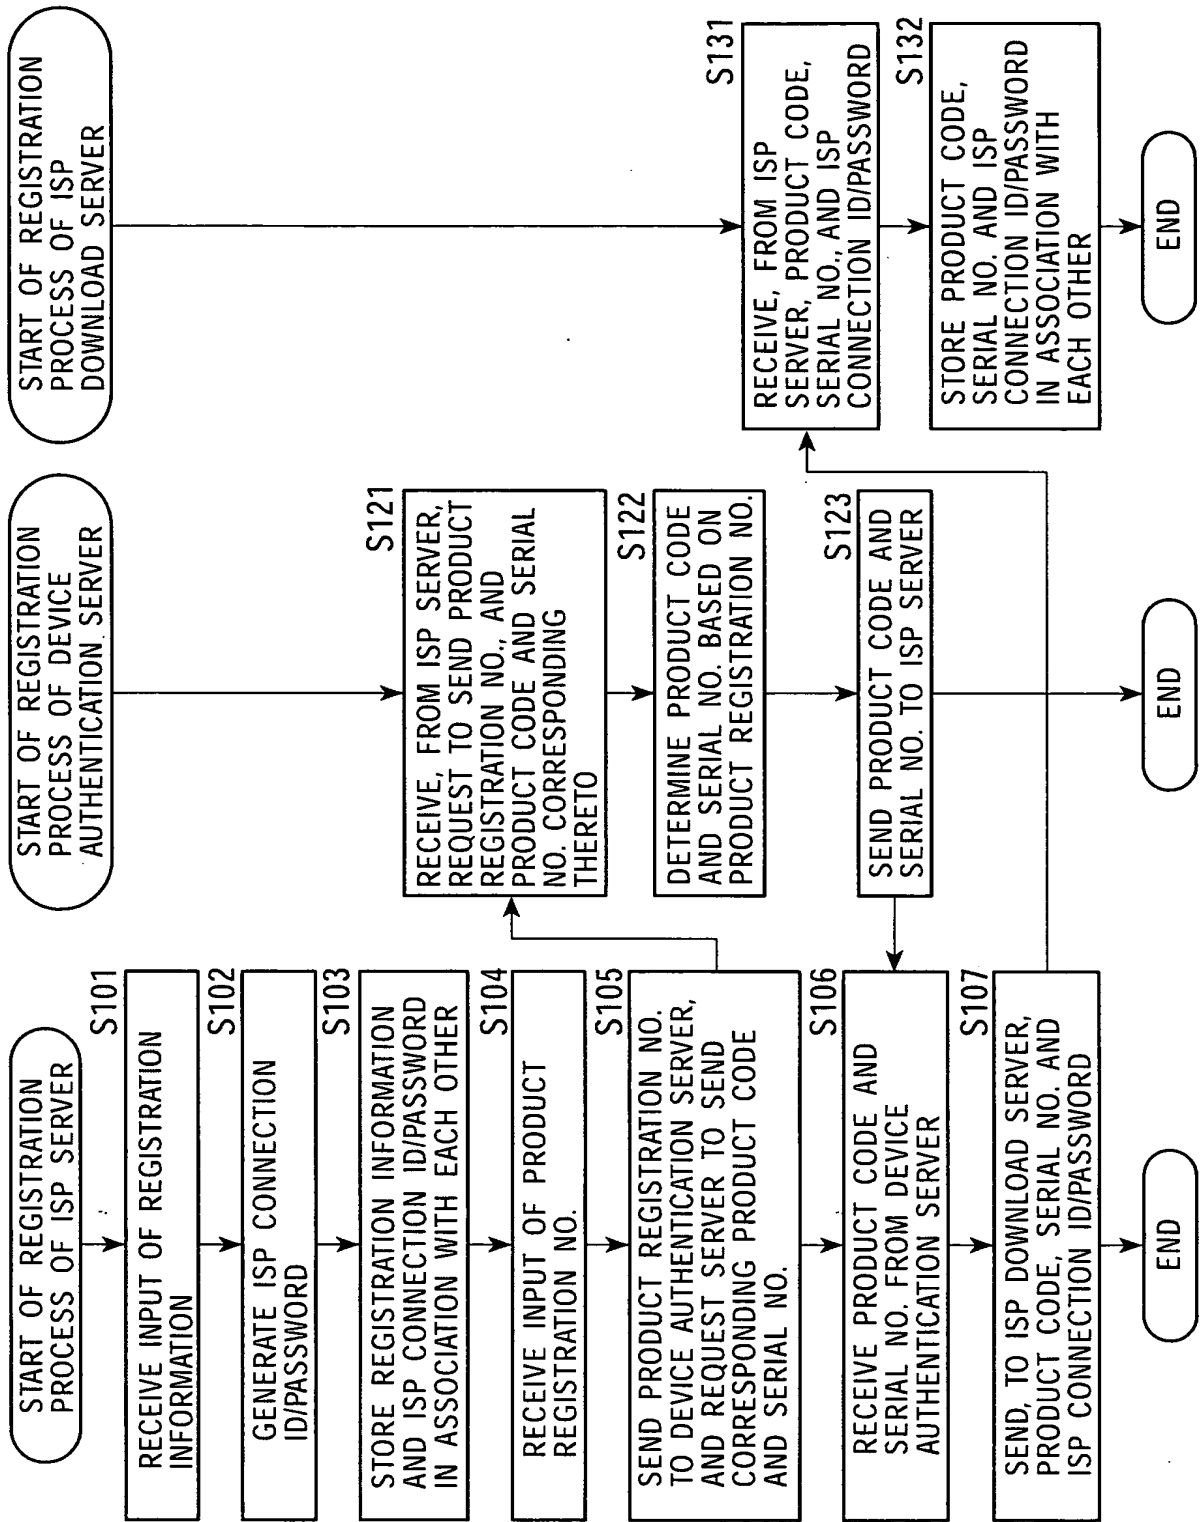 START OF REGISTRATION
PROCESS OF ISP SERVER
S101
RECEIVE INPUT OF REGISTRATION
INFORMATION
S102
GENERATE ISP CONNECTION
ID/PASSWORD
S103
STORE REGISTRATION INFORMATION
AND ISP CONNECTION ID/PASSWORD
IN ASSOCIATION WITH EACH OTHER
S104
RECEIVE INPUT OF PRODUCT
REGISTRATION NO.
S105
SEND PRODUCT REGISTRATION NO.
TO DEVICE AUTHENTICATION SERVER,
AND REQUEST SERVER TO SEND
CORRESPONDING PRODUCT CODE
AND SERIAL NO.
S106
RECEIVE PRODUCT CODE AND
SERIAL NO. FROM DEVICE
AUTHENTICATION SERVER
S107
SEND, TO ISP DOWNLOAD SERVER,
PRODUCT CODE, SERIAL NO. AND
ISP CONNECTION ID/PASSWORD
END
START OF REGISTRATION
PROCESS OF DEVICE
AUTHENTICATION SERVER
S121
RECEIVE, FROM ISP SERVER,
REQUEST TO SEND PRODUCT
REGISTRATION NO., AND
PRODUCT CODE AND SERIAL
NO. CORRESPONDING
THERETO
S122
DETERMINE PRODUCT CODE
AND SERIAL NO. BASED ON
PRODUCT REGISTRATION NO.
S123
SEND PRODUCT CODE AND
SERIAL NO. TO ISP SERVER
END
START OF REGISTRATION
PROCESS OF ISP
DOWNLOAD SERVER
S131
RECEIVE, FROM ISP
SERVER, PRODUCT CODE,
SERIAL NO., AND ISP
CONNECTION ID/PASSWORD
S132
STORE PRODUCT CODE,
SERIAL NO. AND ISP
CONNECTION ID/PASSWORD
IN ASSOCIATION WITH
EACH OTHER
END